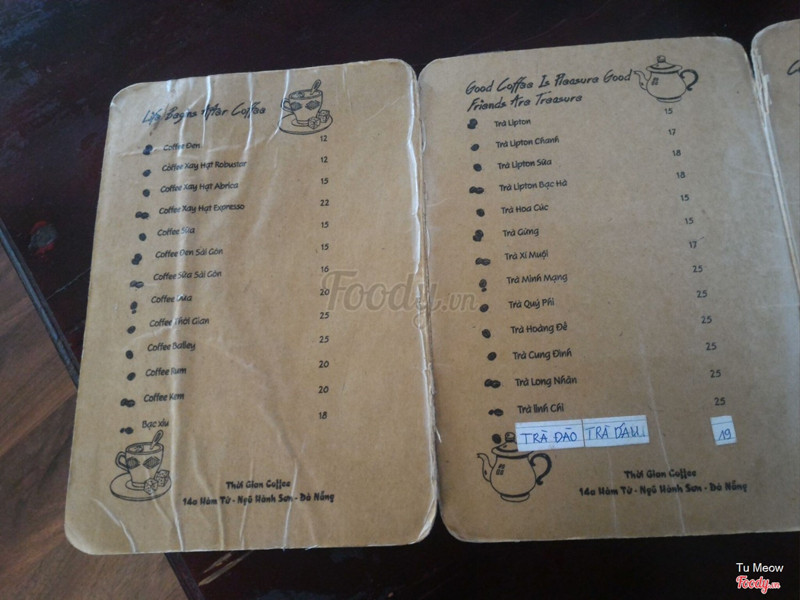 Life Begins After Coffee
Coffee Đen 12
Coffee Xay Hạt Robustar 12
Coffee Xay Hạt Abrica 15
Coffee Xay Hạt Expresso 22
Coffee Sữa 15
Coffee Đen Sài Gòn 15
Coffee Sữa Sài Gòn 16
Coffee 20
Coffee Thời Gian 25
Coffee Bailey 25
Coffee Rum 20
Coffee Kem 20
Bạc xỉu 18
Thời Gian Coffee
14a Hàm Tử - Ngũ Hành Sơn - Đà Nẵng
Good Coffee Is Pleasure Good
Friends Are Treasure
Trà Lipton 15
Trà Lipton Chanh 17
Trà Lipton Sữa 18
Trà Lipton Bạc Hà 18
Trà Hoa Cúc 15
Trà Gừng 15
Trà Xí Muội 17
Trà Minh Mạng 25
Trà Quý Phi 25
Trà Hoàng Đế 25
Trà Cung Đình 25
Trà Long Nhãn 25
Trà linh Chi 25
TRÀ ĐÀO TRÀ DÂU 19
Thời Gian Coffee
14a Hàm Tử - Ngũ Hành Sơn - Đà Nẵng
Foody.vn
Tu Meow
Foody.vn